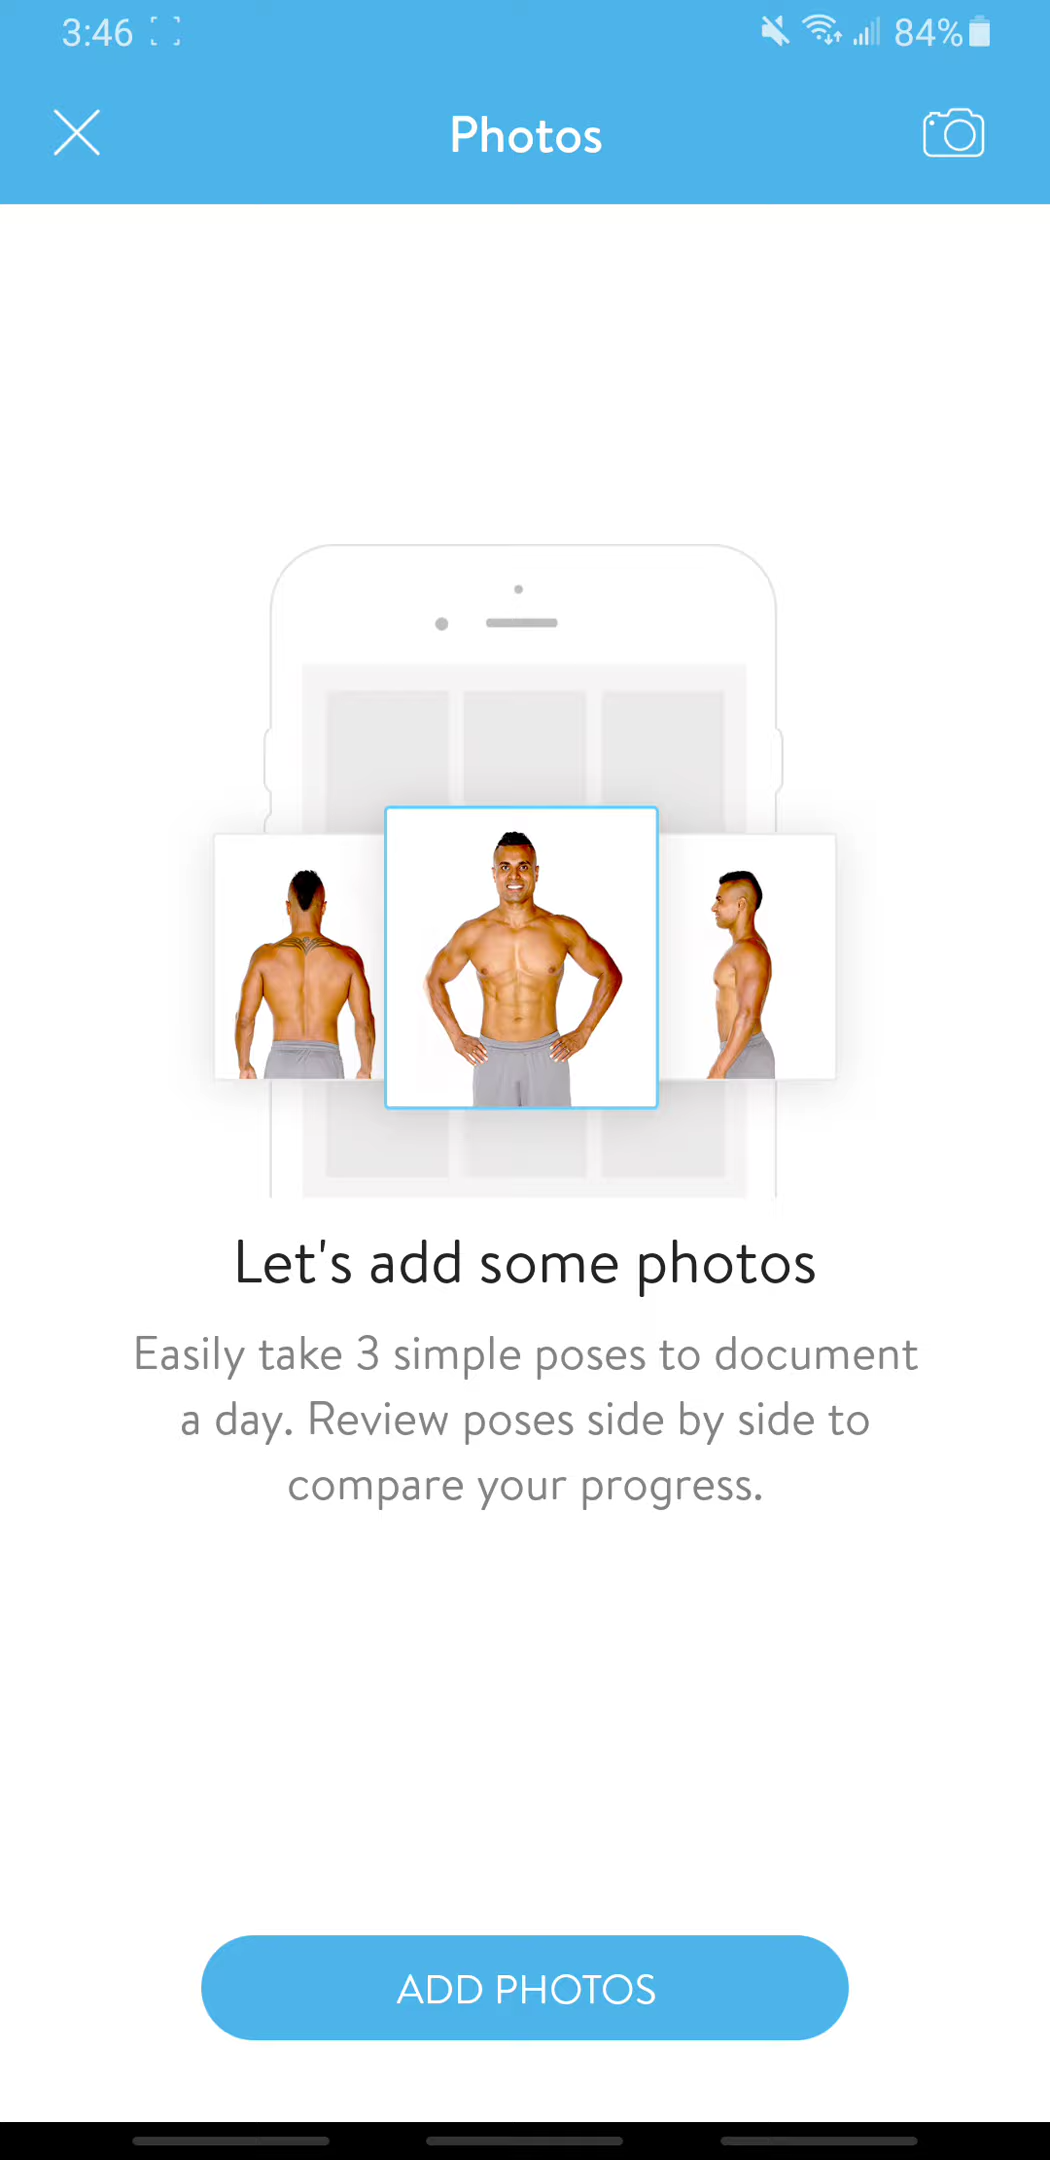 3:46
84%
Photos
Let's add some photos
Easily take 3 simple poses to document
a day. Review poses side by side to
compare your progress.
ADD PHOTOS